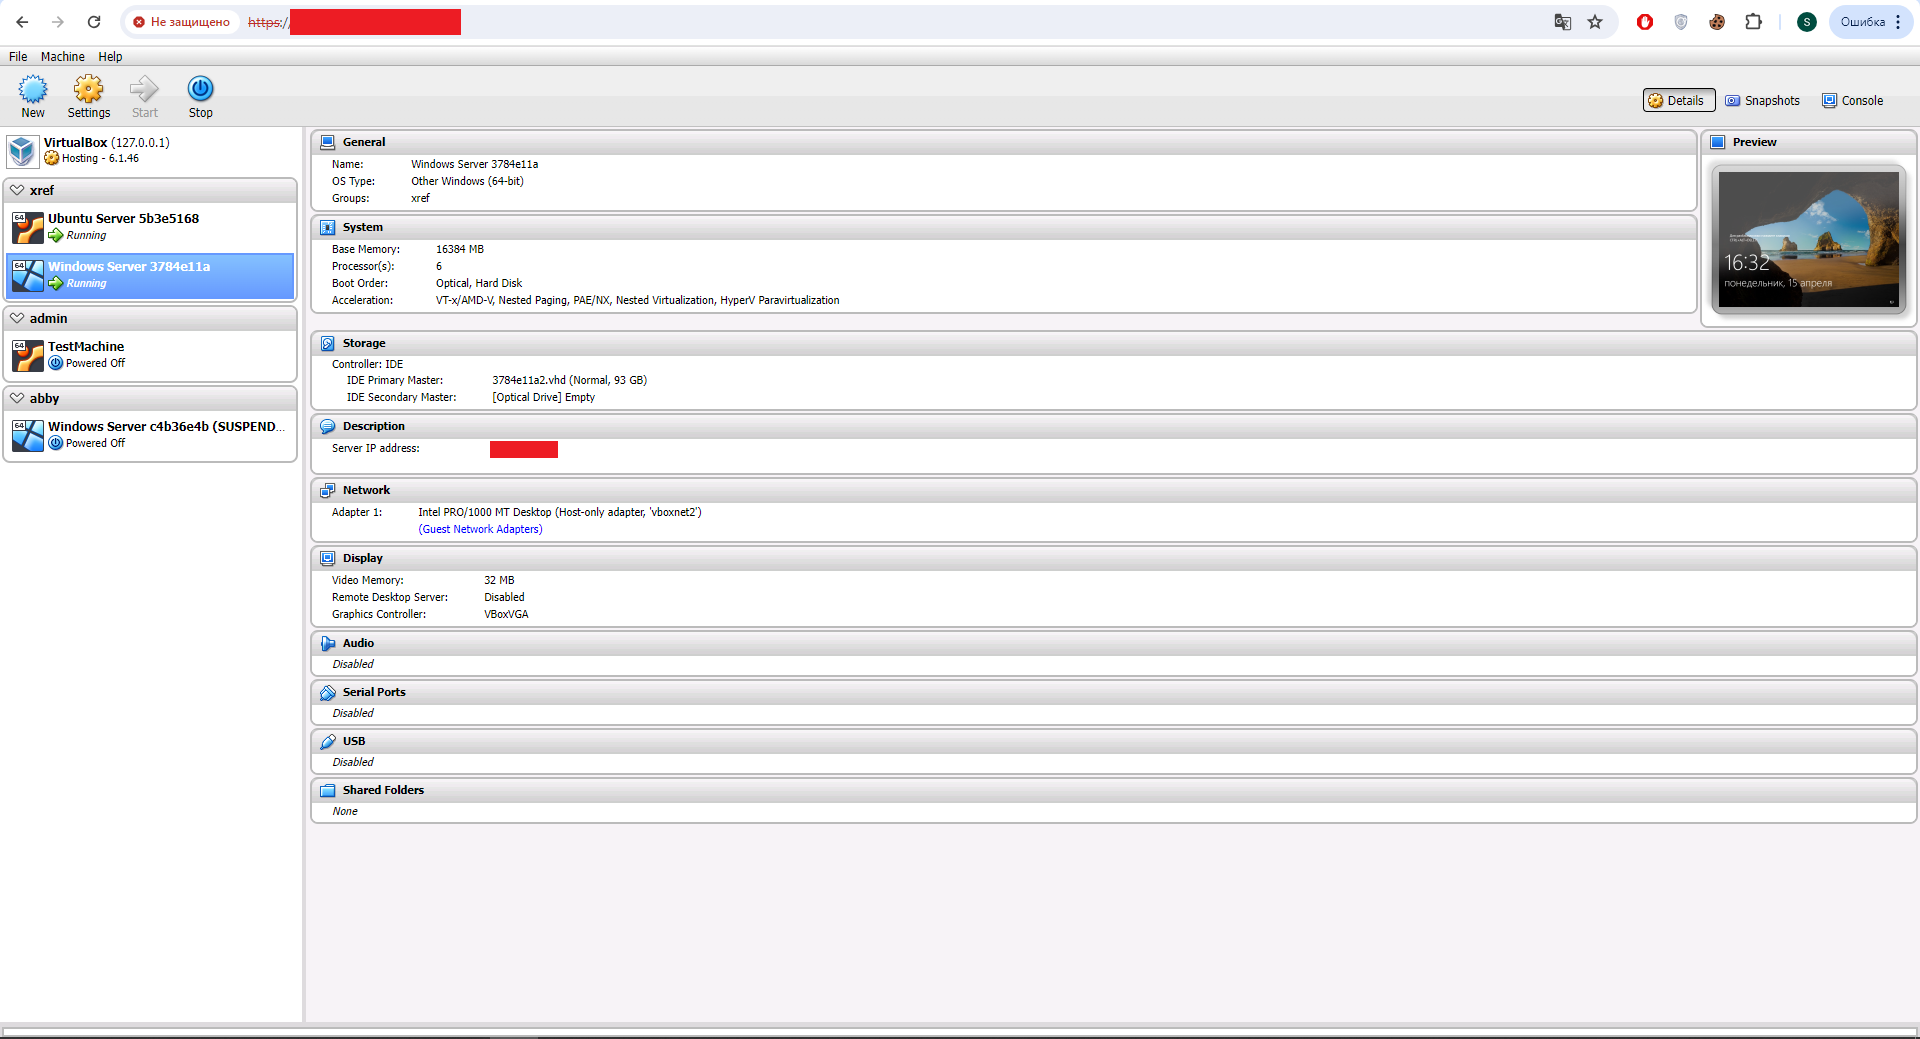 Не защищено https:/
S
Ошибка
File Machine Help
New Settings Start Stop
Details Snapshots Console
VirtualBox (127.0.0.1)
Hosting - 6.1.46
xref
64
Ubuntu Server 5b3e5168
Running
64
Windows Server 3784e11a
Running
admin
64
TestMachine
Powered Off
abby
64
Windows Server c4b36e4b (SUSPEND...
Powered Off
General
Name: Windows Server 3784e11a
OS Type: Other Windows (64-bit)
Groups: xref
System
Base Memory: 16384 MB
Processor(s): 6
Boot Order: Optical, Hard Disk
Acceleration: VT-x/AMD-V, Nested Paging, PAE/NX, Nested Virtualization, HyperV Paravirtualization
Preview
16:32
понедельник, 15 апреля
Storage
Controller: IDE
IDE Primary Master: 3784e11a2.vhd (Normal, 93 GB)
IDE Secondary Master: [Optical Drive] Empty
Description
Server IP address:
Network
Adapter 1: Intel PRO/1000 MT Desktop (Host-only adapter, 'vboxnet2')
(Guest Network Adapters)
Display
Video Memory: 32 MB
Remote Desktop Server: Disabled
Graphics Controller: VBoxVGA
Audio
Disabled
Serial Ports
Disabled
USB
Disabled
Shared Folders
None